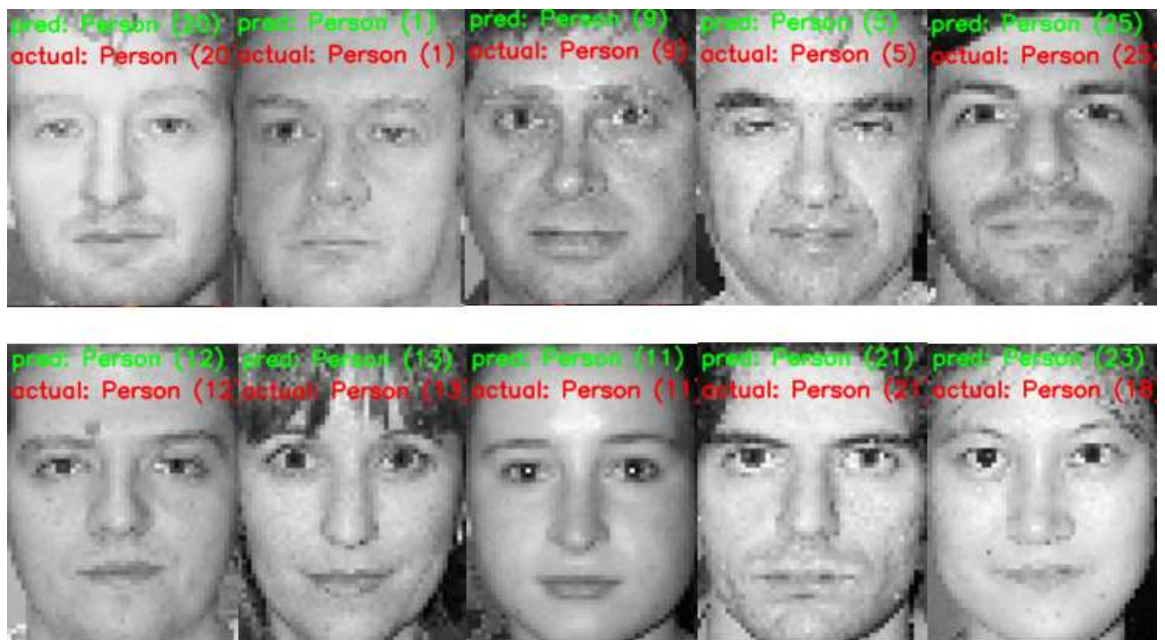 pred: Person (20)
actual: Person (20
pred: Person (1)
actual: Person (1)
pred: Person (9)
actual: Person (9)
pred: Person (5)
actual: Person (5)
pred: Person (25)
actual: Person (25)
pred: Person (12)
actual: Person (12
pred: Person (13)
actual: Person (13
pred: Person (11)
actual: Person (11
pred: Person (21)
actual: Person (21
pred: Person (23)
actual: Person (18)